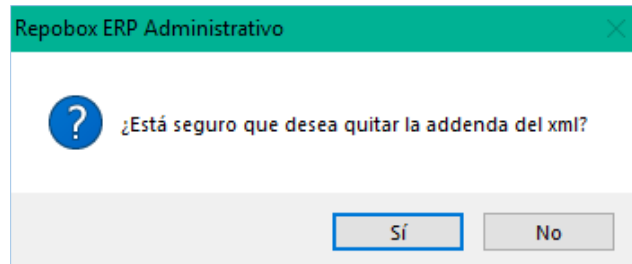 Repobox ERP Administrativo
¿Está seguro que desea quitar la addenda del xml?
Sí
No